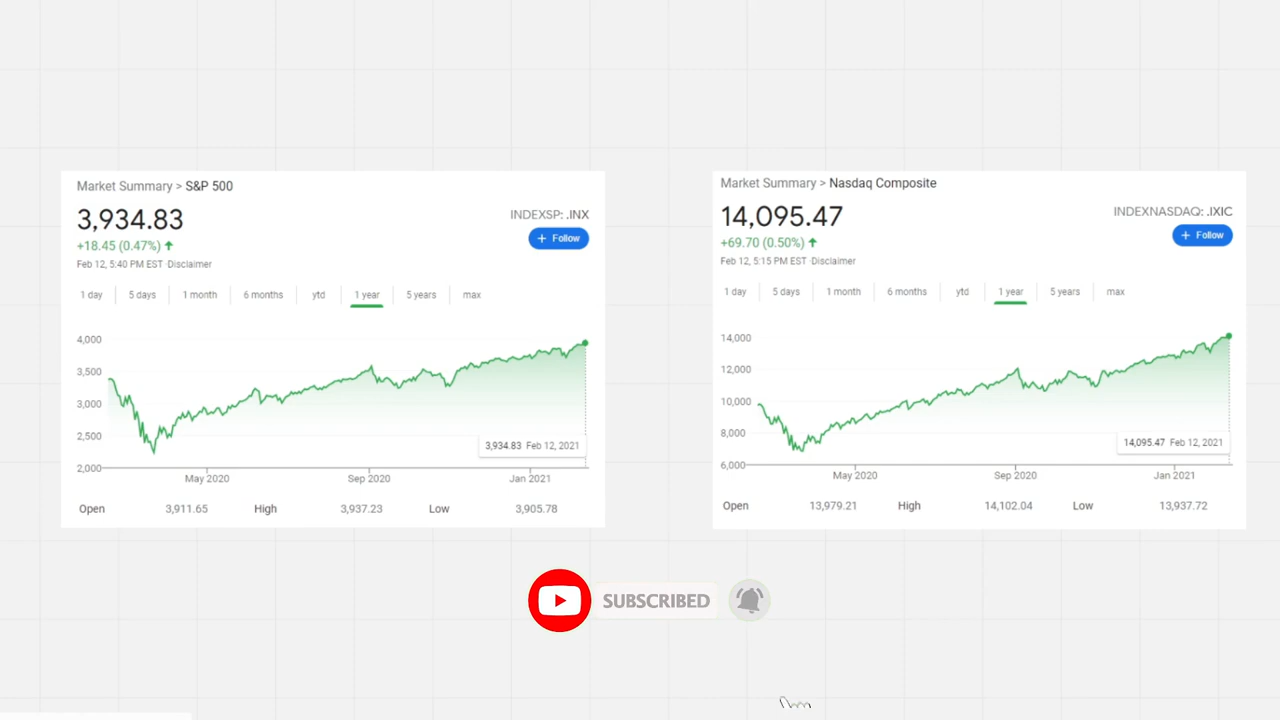 Market Summary > S&P 500
3,934.83
+18.45 (0.47%) ↑
Feb 12, 5:40 PM EST ·Disclaimer
INDEXSP: .INX
+ Follow
1 day 5 days 1 month 6 months ytd 1 year 5 years max
4,000
3,500
3,000
2,500
2,000
3,934.83 Feb 12, 2021
May 2020 Sep 2020 Jan 2021
Open 3,911.65 High 3,937.23 Low 3,905.78
Market Summary > Nasdaq Composite
14,095.47
+69.70 (0.50%) ↑
Feb 12, 5:15 PM EST ·Disclaimer
INDEXNASDAQ: .IXIC
+ Follow
1 day 5 days 1 month 6 months ytd 1 year 5 years max
14,000
12,000
10,000
8,000
6,000
14,095.47 Feb 12, 2021
May 2020 Sep 2020 Jan 2021
Open 13,979.21 High 14,102.04 Low 13,937.72
SUBSCRIBED